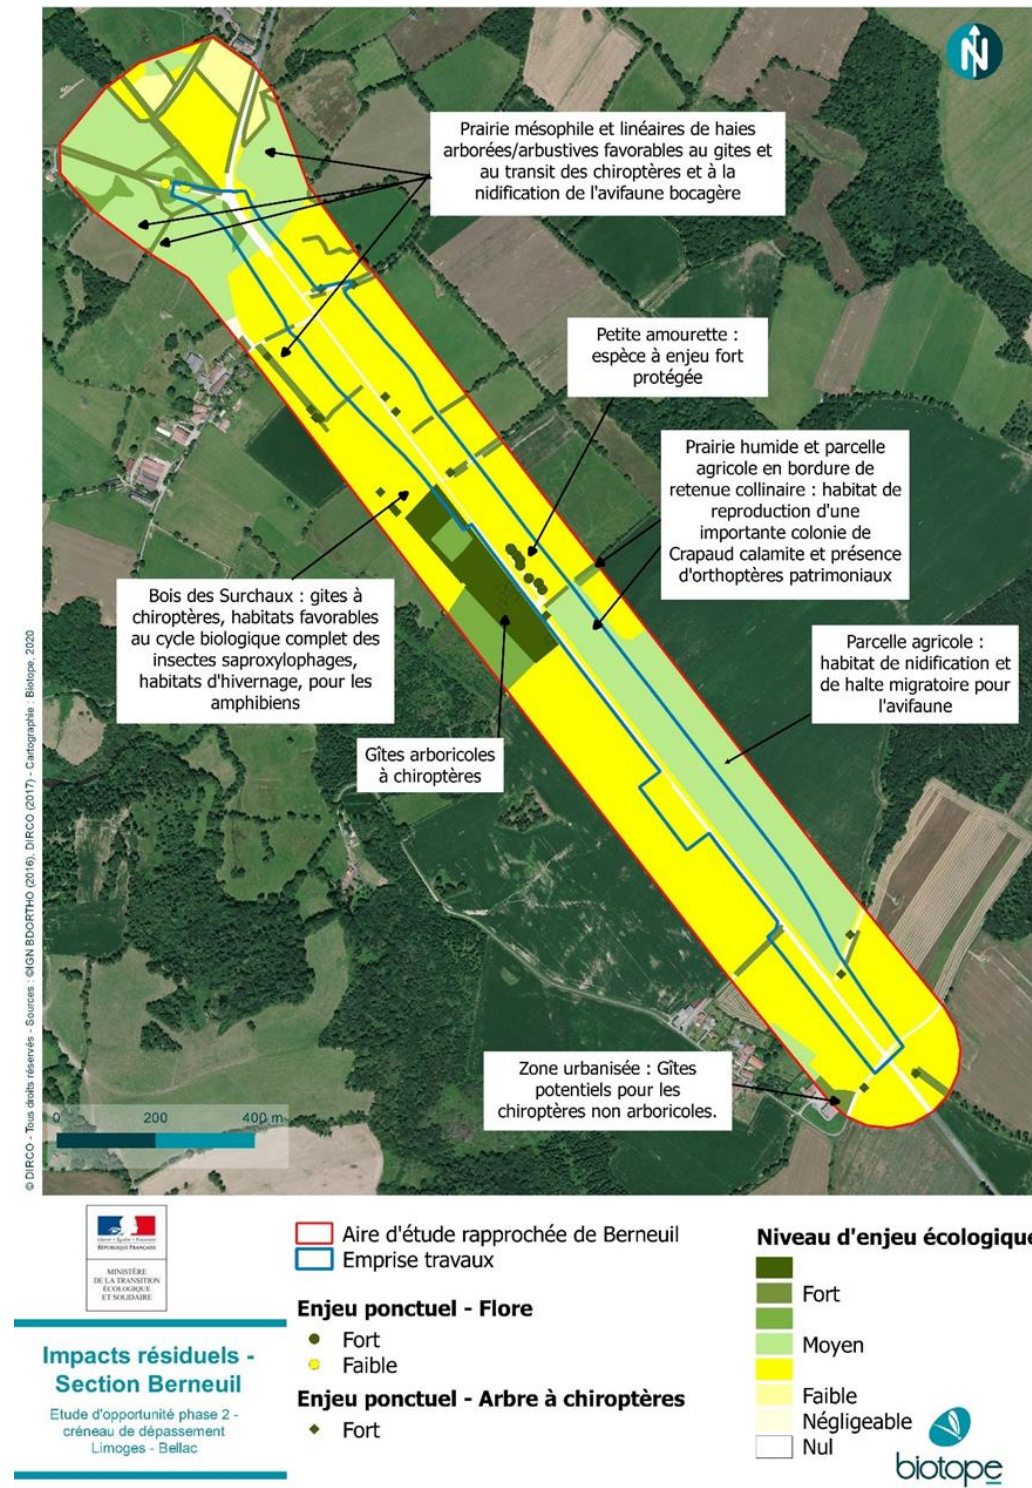 N
Prairie mésophile et linéaires de haies
arborées/arbustives favorables au gites et
au transit des chiroptères et à la
nidification de l'avifaune bocagère
Petite amourette :
espèce à enjeu fort
protégée
Prairie humide et parcelle
agricole en bordure de
retenue collinaire : habitat de
reproduction d'une
importante colonie de
Crapaud calamite et présence
d'orthoptères patrimoniaux
Bois des Surchaux : gites à
chiroptères, habitats favorables
au cycle biologique complet des
insectes saproxylophages,
habitats d'hivernage, pour les
amphibiens
Parcelle agricole :
habitat de nidification et
de halte migratoire pour
l'avifaune
Gîtes arboricoles
à chiroptères
Zone urbanisée : Gîtes
potentiels pour les
chiroptères non arboricoles.
0 200 400 m
© DIRCO - Tous droits réservés - Sources : ©IGN BDORTHO (2016), DIRCO (2017) - Cartographie : Biotope, 2020
Liberté • Égalité • Fraternité
RÉPUBLIQUE FRANÇAISE
MINISTÈRE
DE LA TRANSITION
ÉCOLOGIQUE
ET SOLIDAIRE
Impacts résiduels -
Section Berneuil
Etude d'opportunité phase 2 -
créneau de dépassement
Limoges - Bellac
Aire d'étude rapprochée de Berneuil
Emprise travaux
Enjeu ponctuel - Flore
Fort
Faible
Enjeu ponctuel - Arbre à chiroptères
Fort
Niveau d'enjeu écologique
Fort
Moyen
Faible
Négligeable
Nul
biotope